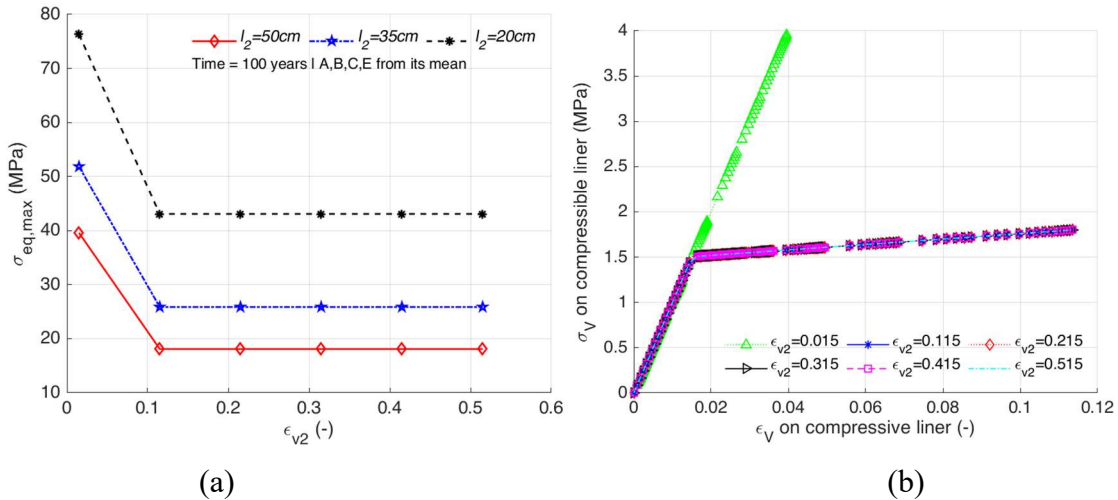 (a)
l2=50cm l2=35cm l2=20cm
Time = 100 years | A,B,C,E from its mean
80
70
60
50
40
30
20
10
σeq,max (MPa)
0 0.1 0.2 0.3 0.4 0.5 0.6
ϵv2 (-)
(a)
(b)
4
3.5
3
2.5
2
1.5
1
0.5
0
σV on compressible liner (MPa)
ϵv2=0.015 ϵv2=0.115 ϵv2=0.215
ϵv2=0.315 ϵv2=0.415 ϵv2=0.515
0 0.02 0.04 0.06 0.08 0.1 0.12
ϵV on compressive liner (-)
(b)